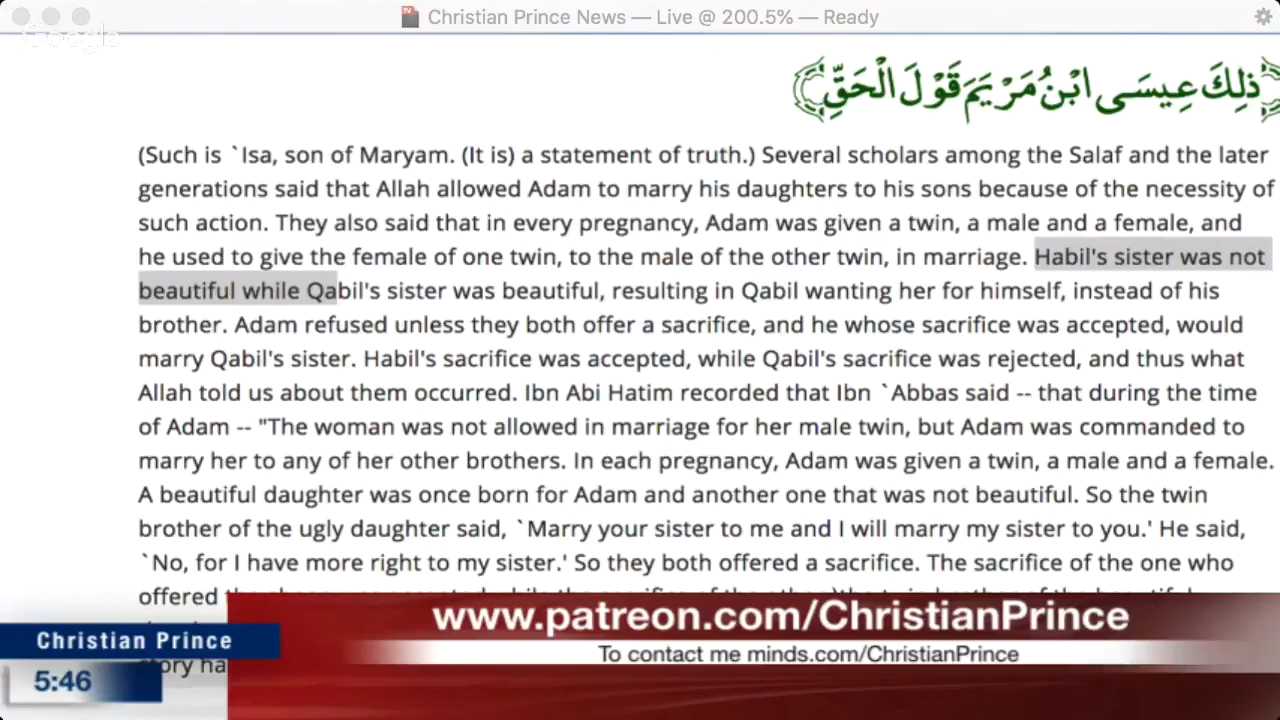 Christian Prince News — Live @ 200.5% — Ready
Google
ذلِكَ عِيسَى ابْنُ مَرْيَمَ قَوْلَ الْحَقِّ
(Such is `Isa, son of Maryam. (It is) a statement of truth.) Several scholars among the Salaf and the later
generations said that Allah allowed Adam to marry his daughters to his sons because of the necessity of
such action. They also said that in every pregnancy, Adam was given a twin, a male and a female, and
he used to give the female of one twin, to the male of the other twin, in marriage. Habil's sister was not
beautiful while Qabil's sister was beautiful, resulting in Qabil wanting her for himself, instead of his
brother. Adam refused unless they both offer a sacrifice, and he whose sacrifice was accepted, would
marry Qabil's sister. Habil's sacrifice was accepted, while Qabil's sacrifice was rejected, and thus what
Allah told us about them occurred. Ibn Abi Hatim recorded that Ibn `Abbas said -- that during the time
of Adam -- "The woman was not allowed in marriage for her male twin, but Adam was commanded to
marry her to any of her other brothers. In each pregnancy, Adam was given a twin, a male and a female.
A beautiful daughter was once born for Adam and another one that was not beautiful. So the twin
brother of the ugly daughter said, `Marry your sister to me and I will marry my sister to you.' He said,
`No, for I have more right to my sister.' So they both offered a sacrifice. The sacrifice of the one who
offered
story ha
www.patreon.com/ChristianPrince
Christian Prince
To contact me minds.com/ChristianPrince
5:46